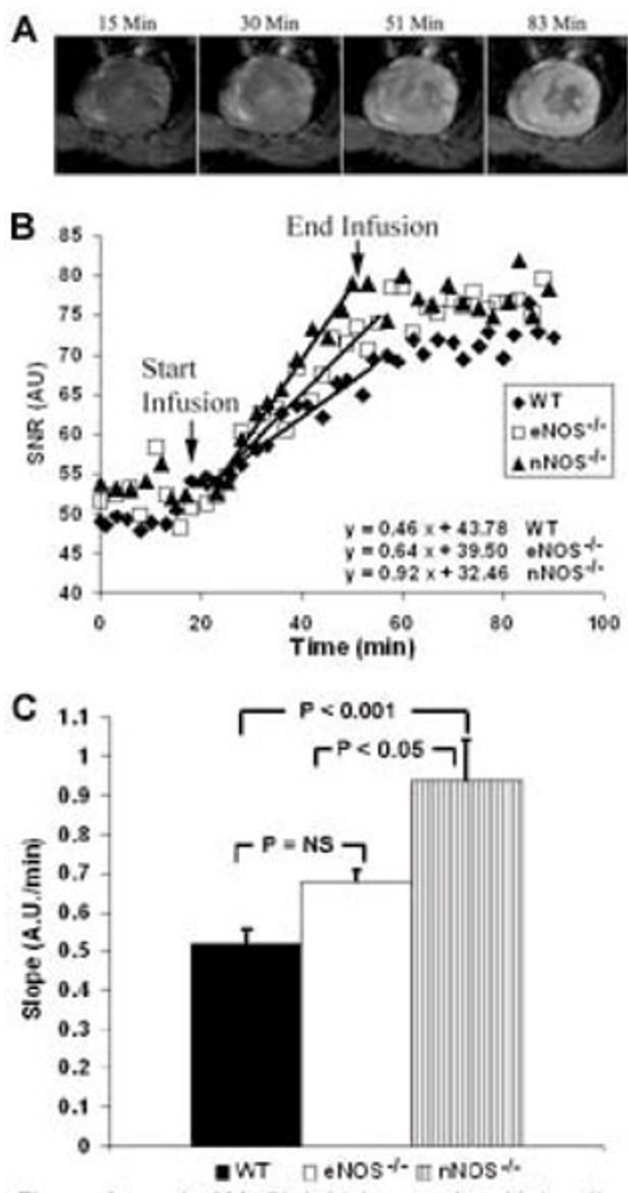 A
15 Min 30 Min 51 Min 83 Min
B
85
80
75
70
65
60
55
50
45
40
SNR (AU)
End Infusion
Start
Infusion
WT
eNOS-/-
nNOS-/-
y = 0.46 x + 43.78 WT
y = 0.64 x + 39.50 eNOS-/-
y = 0.92 x + 32.46 nNOS-/-
0 20 40 60 80 100
Time (min)
C
1.1
1
0.9
0.8
0.7
0.6
0.5
0.4
0.3
0.2
0.1
0
Slope (A.U./min)
P < 0.001
P < 0.05
P = NS
WT eNOS-/- nNOS-/-